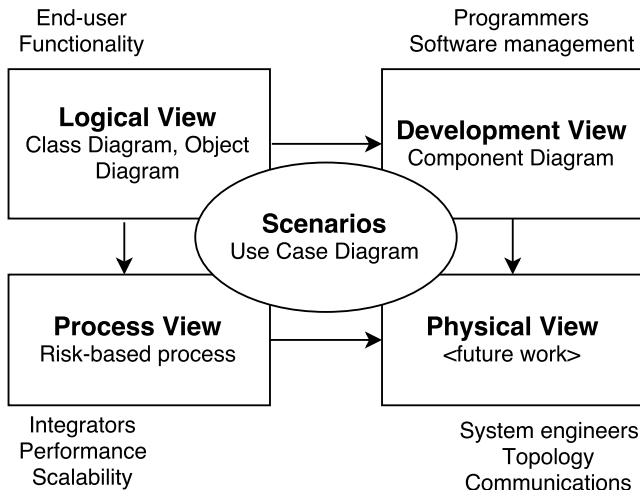 End-user
Functionality
Programmers
Software management
Logical View
Class Diagram, Object
Diagram
Development View
Component Diagram
Scenarios
Use Case Diagram
Process View
Risk-based process
Physical View
<future work>
Integrators
Performance
Scalability
System engineers
Topology
Communications